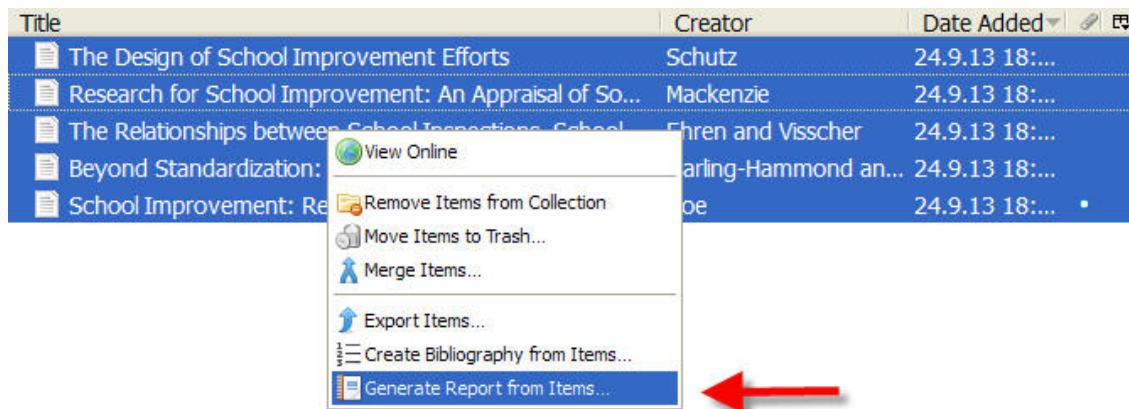 Title Creator Date Added
The Design of School Improvement Efforts Schutz 24.9.13 18:...
Research for School Improvement: An Appraisal of So... Mackenzie 24.9.13 18:...
The Relationships between School Inspections, School Ehren and Visscher 24.9.13 18:...
Beyond Standardization: arling-Hammond an... 24.9.13 18:...
School Improvement: Re oe 24.9.13 18:...
View Online
Remove Items from Collection
Move Items to Trash...
Merge Items...
Export Items...
Create Bibliography from Items...
Generate Report from Items...